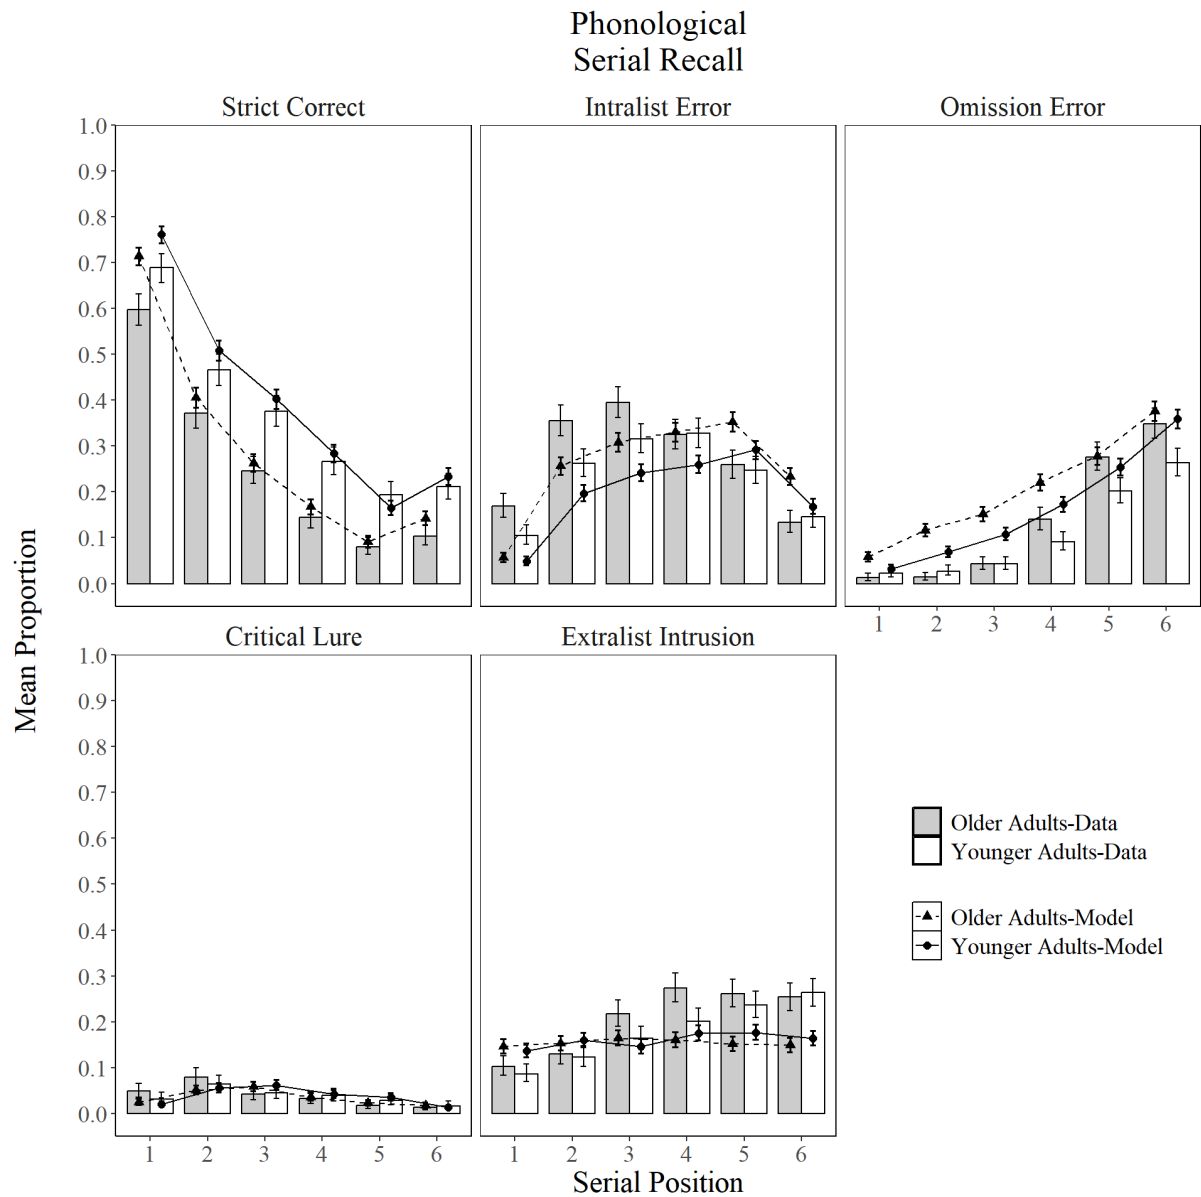 Phonological
Serial Recall
Strict Correct
Intralist Error
Omission Error
1.0
0.9
0.8
0.7
0.6
0.5
0.4
0.3
0.2
0.1
0.0
1 2 3 4 5 6
Mean Proportion
Critical Lure
Extralist Intrusion
1.0
0.9
0.8
0.7
0.6
0.5
0.4
0.3
0.2
0.1
0.0
Older Adults-Data
Younger Adults-Data
Older Adults-Model
Younger Adults-Model
1 2 3 4 5 6
1 2 3 4 5 6
Serial Position